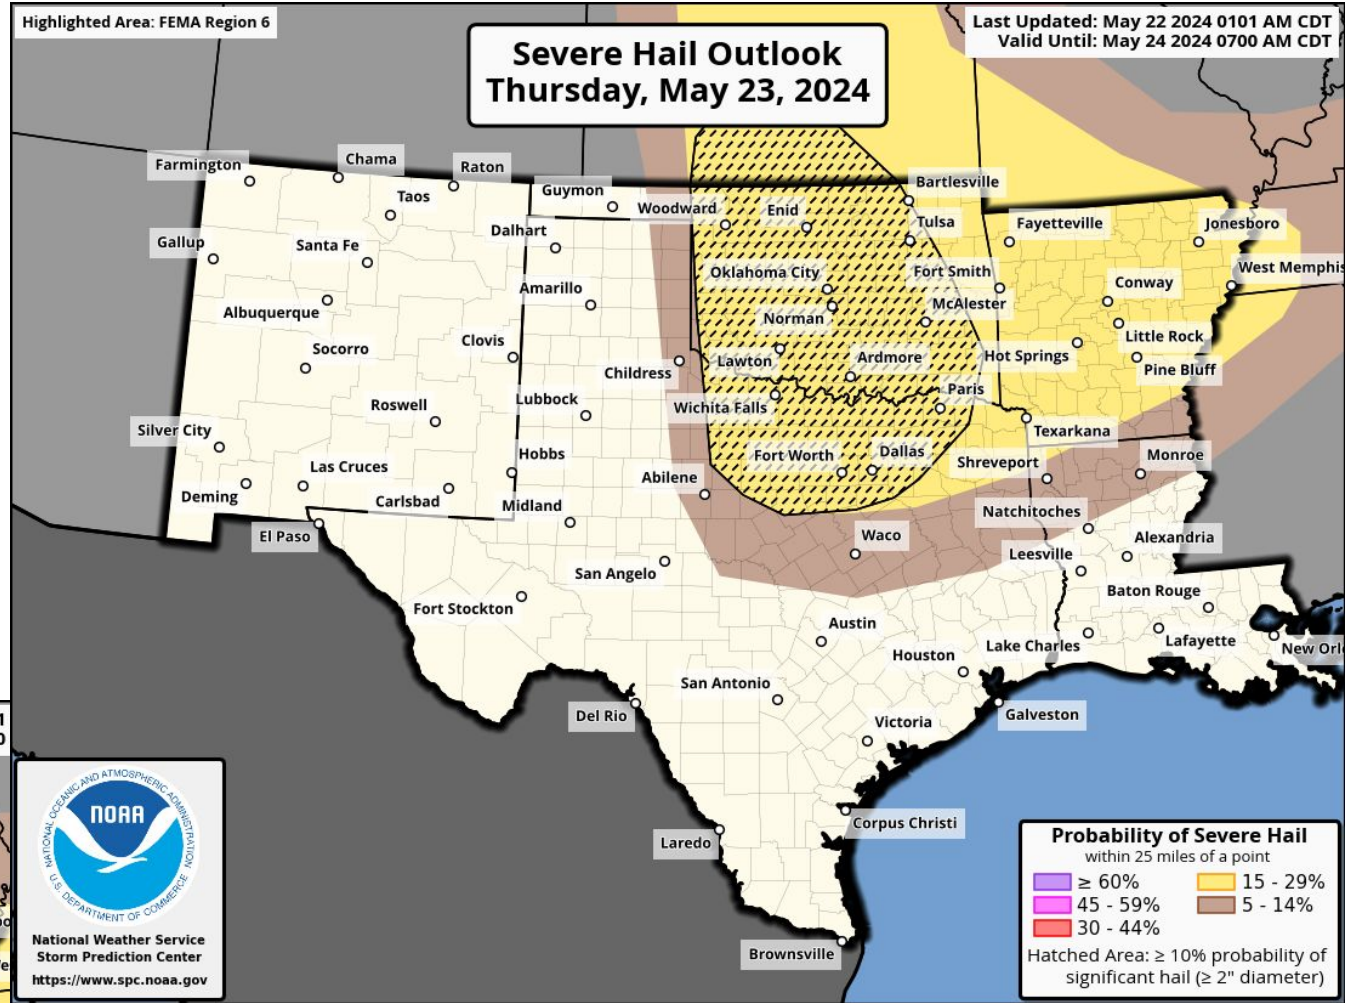 Highlighted Area: FEMA Region 6
Last Updated: May 22 2024 0101 AM CDT
Valid Until: May 24 2024 0700 AM CDT
Severe Hail Outlook
Thursday, May 23, 2024
Farmington
Chama
Raton
Taos
Guymon
Woodward
Enid
Bartlesville
Tulsa
Fayetteville
Jonesboro
Gallup
Santa Fe
Dalhart
Oklahoma City
Fort Smith
West Memphis
Albuquerque
Amarillo
Norman
McAlester
Conway
Socorro
Clovis
Childress
Lawton
Ardmore
Hot Springs
Little Rock
Pine Bluff
Roswell
Lubbock
Wichita Falls
Paris
Silver City
Texarkana
Las Cruces
Hobbs
Fort Worth
Dallas
Shreveport
Monroe
Deming
Carlsbad
Midland
Abilene
Natchitoches
El Paso
Waco
Leesville
Alexandria
San Angelo
Fort Stockton
Baton Rouge
Austin
Lake Charles
Lafayette
New Orl
Houston
San Antonio
Del Rio
Victoria
Galveston
Laredo
Corpus Christi
Brownsville
NATIONAL OCEANIC AND ATMOSPHERIC ADMINISTRATION
NOAA
U.S. DEPARTMENT OF COMMERCE
National Weather Service
Storm Prediction Center
https://www.spc.noaa.gov
Probability of Severe Hail
within 25 miles of a point
≥ 60% 15 - 29%
45 - 59% 5 - 14%
30 - 44%
Hatched Area: ≥ 10% probability of
significant hail (≥ 2" diameter)